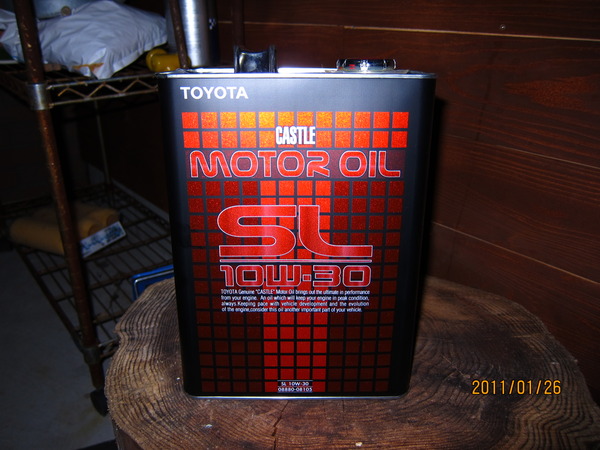 TOYOTA
CASTLE
MOTOR OIL
SL
10W-30
TOYOTA Genuine "CASTLE" Motor Oil brings out the ultimate in performance
from your engine. An oil which will keep your engine in peak condition,
always. Keeping pace with vehicle development and the evolution
of the engine, consider this oil another important part of your vehicle.
SL 10W-30
08880-08103
2011/01/26